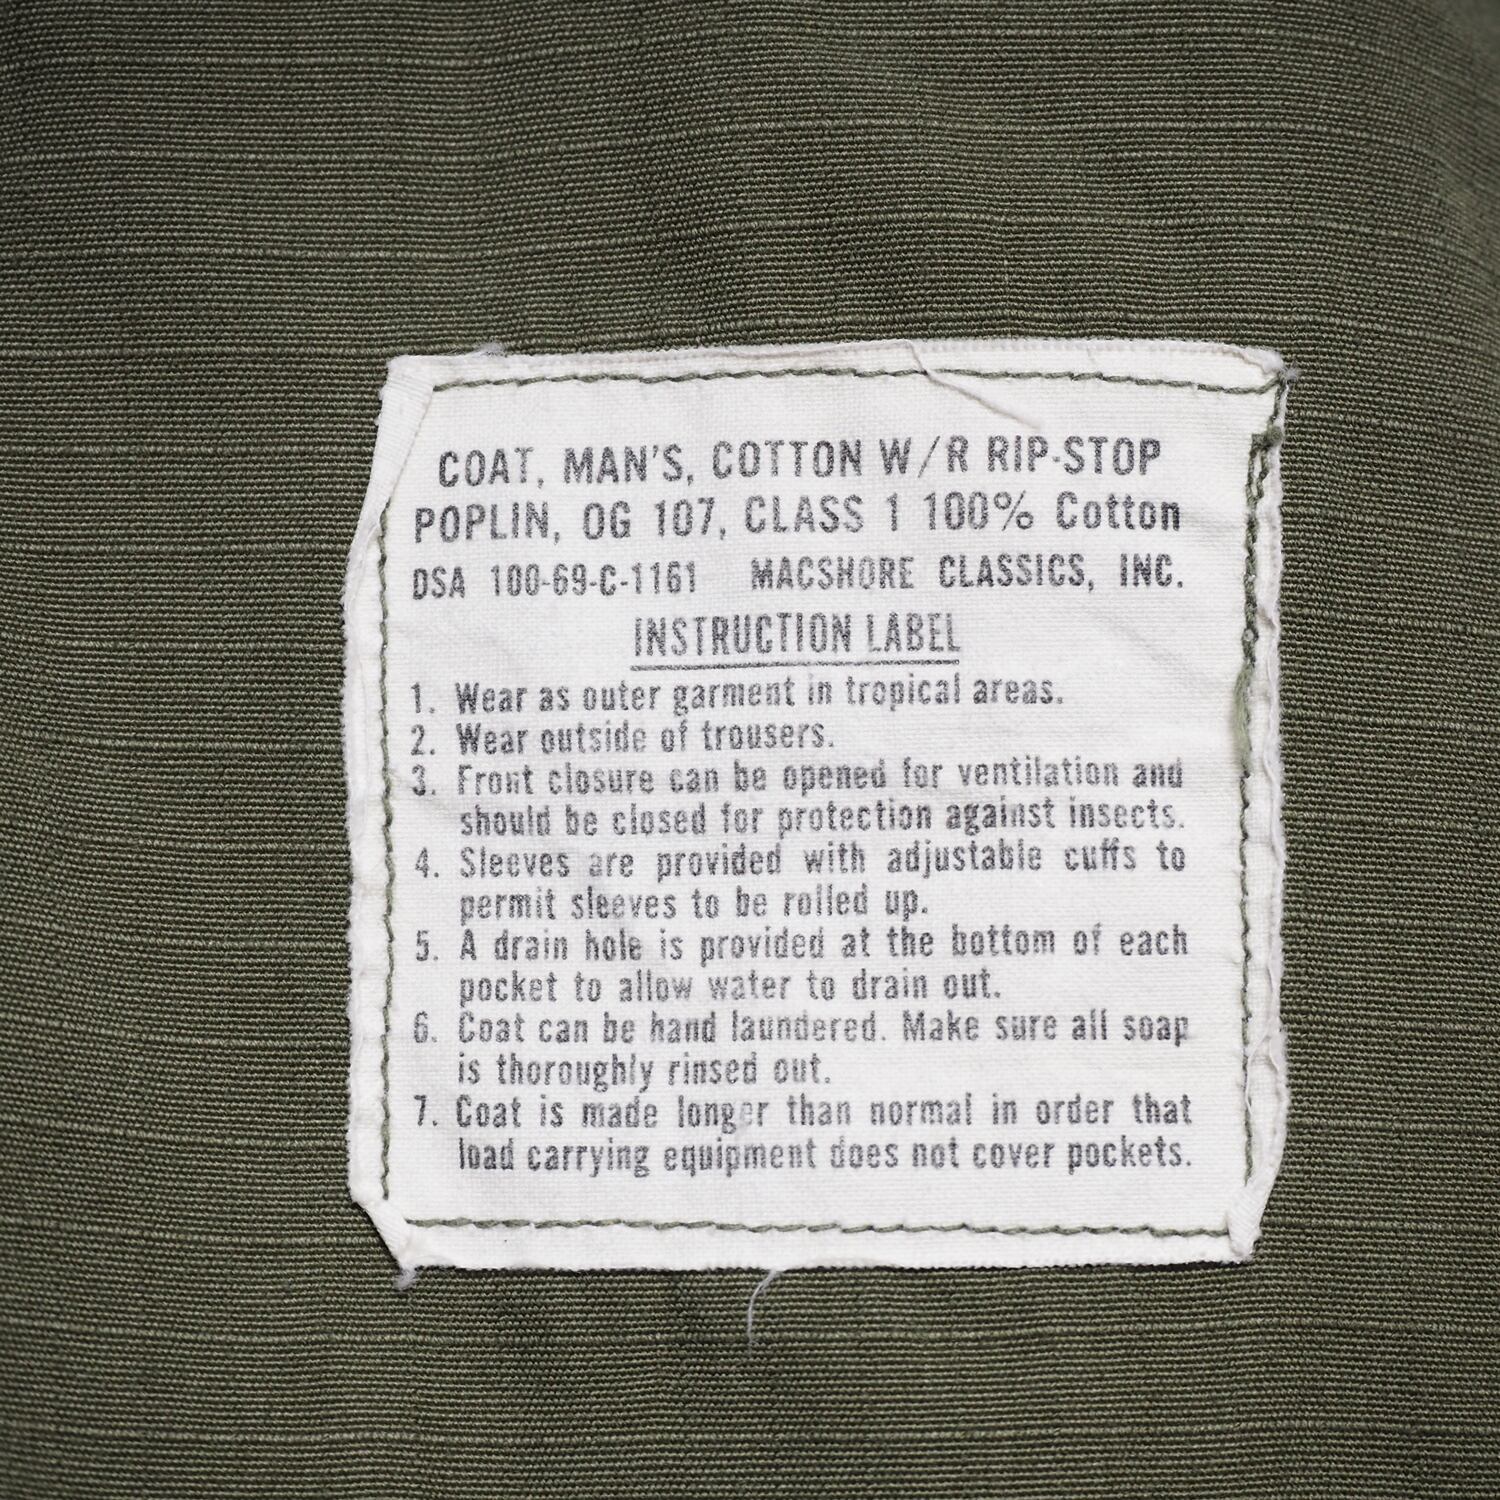 COAT, MAN'S, COTTON W/R RIP-STOP
POPLIN, OG 107, CLASS 1 100% Cotton
DSA 100-69-C-1161 MACSHORE CLASSICS, INC.
INSTRUCTION LABEL
1. Wear as outer garment in tropical areas.
2. Wear outside of trousers.
3. Front closure can be opened for ventilation and
should be closed for protection against insects.
4. Sleeves are provided with adjustable cuffs to
permit sleeves to be rolled up.
5. A drain hole is provided at the bottom of each
pocket to allow water to drain out.
6. Coat can be hand laundered. Make sure all soap
is thoroughly rinsed out.
7. Coat is made longer than normal in order that
load carrying equipment does not cover pockets.